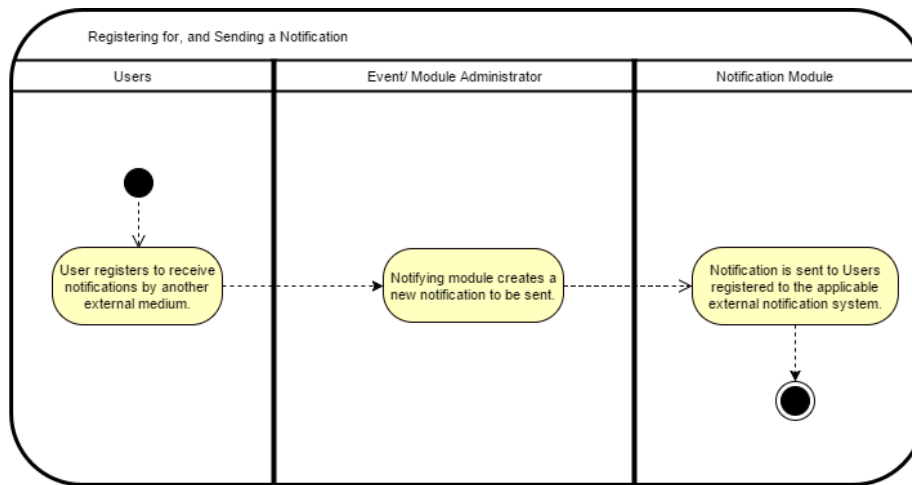 Registering for, and Sending a Notification
Users
Event/ Module Administrator
Notification Module
User registers to receive
notifications by another
external medium.
Notifying module creates a
new notification to be sent.
Notification is sent to Users
registered to the applicable
external notification system.